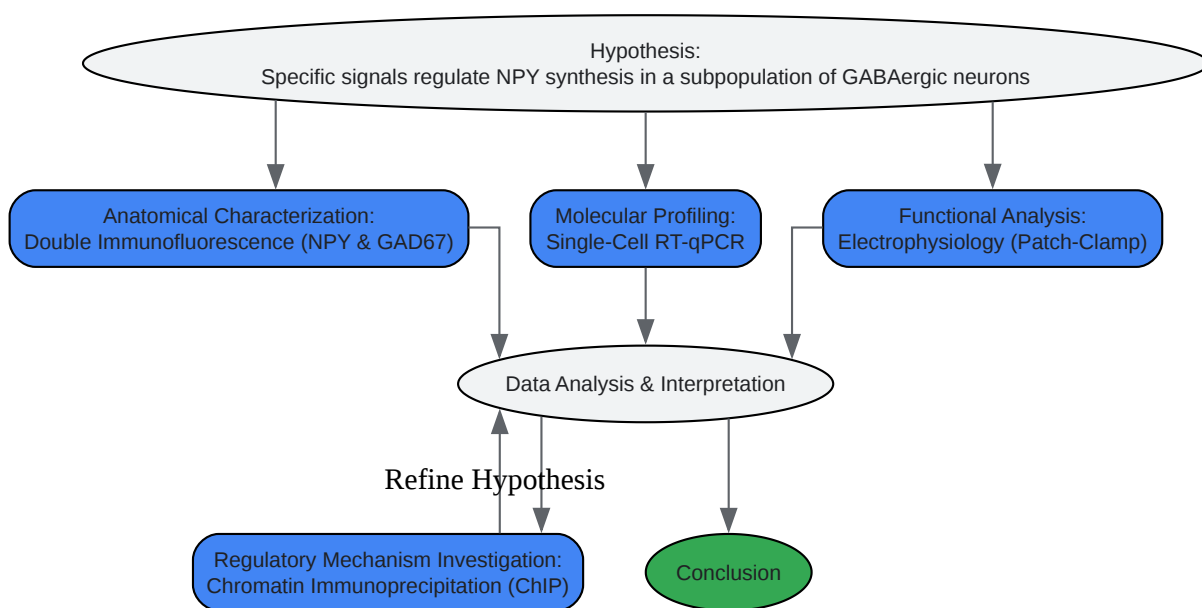 Hypothesis:
Specific signals regulate NPY synthesis in a subpopulation of GABAergic neurons
Anatomical Characterization:
Double Immunofluorescence (NPY & GAD67)
Molecular Profiling:
Single-Cell RT-qPCR
Functional Analysis:
Electrophysiology (Patch-Clamp)
Data Analysis & Interpretation
Refine Hypothesis
Regulatory Mechanism Investigation:
Chromatin Immunoprecipitation (ChIP)
Conclusion